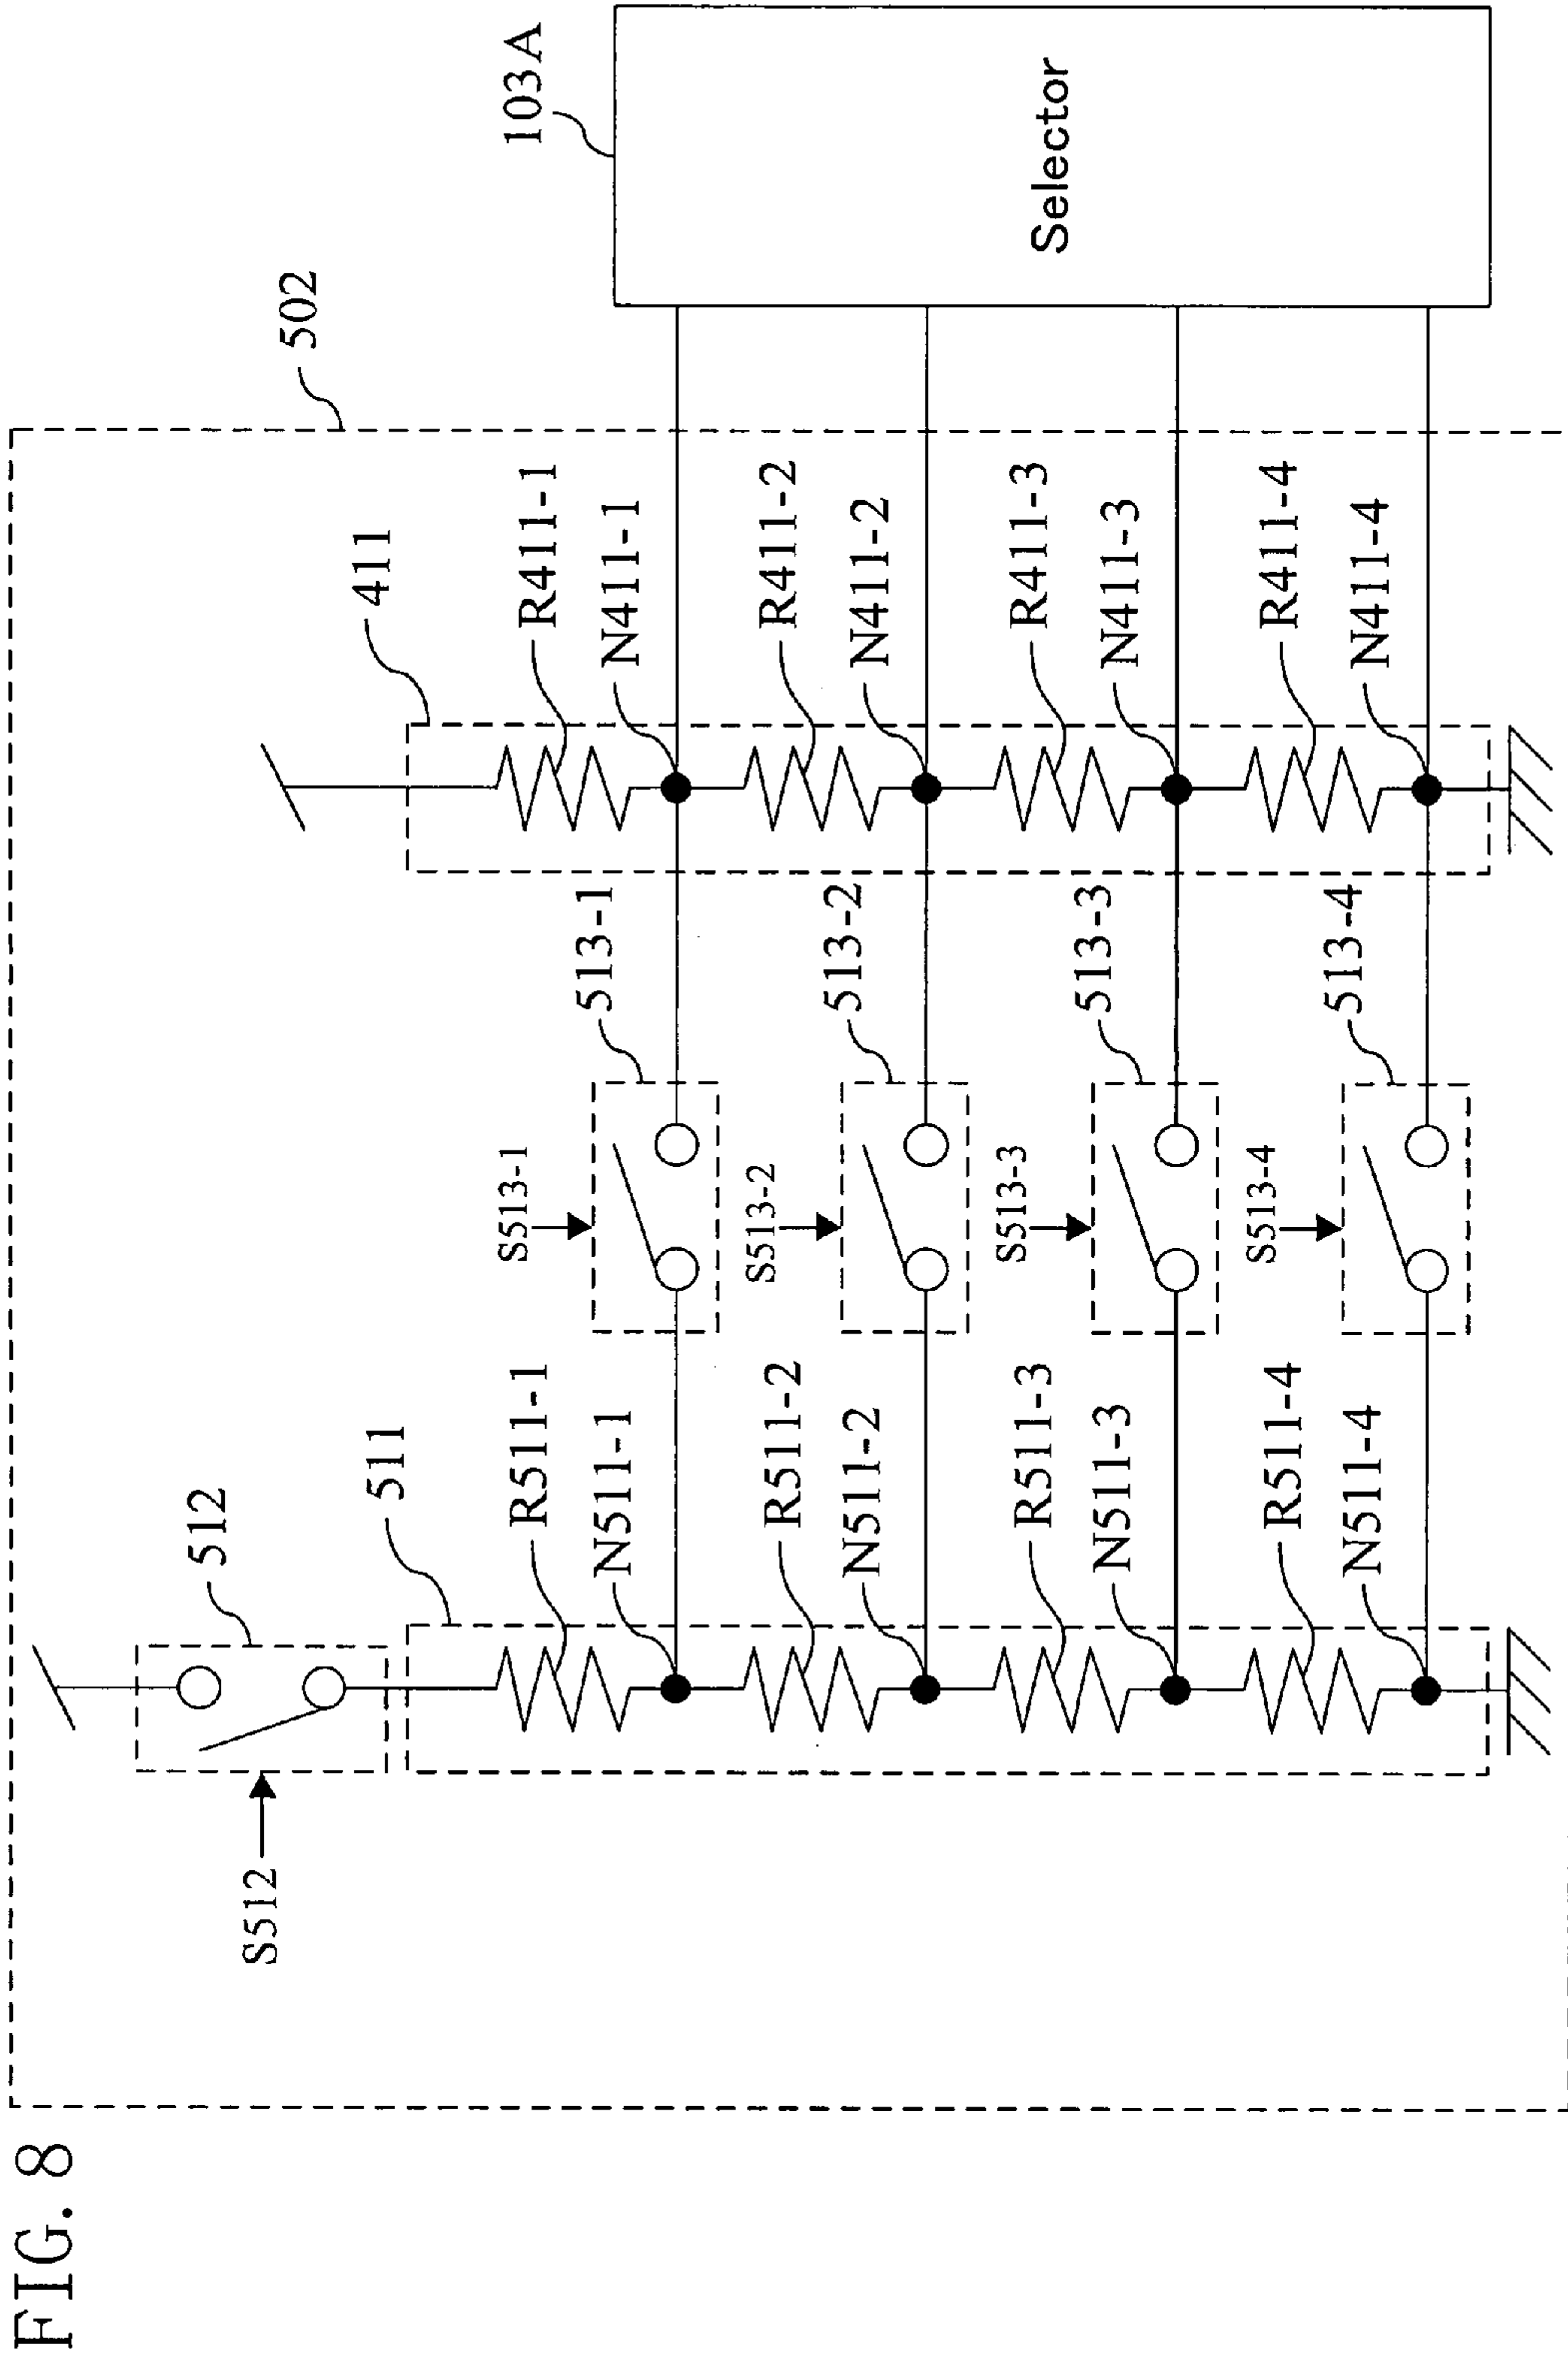 FIG. 8
502
S512
512
511
R511-1
N511-1
R511-2
N511-2
R511-3
N511-3
R511-4
N511-4
S513-1
513-1
S513-2
513-2
S513-3
513-3
S513-4
513-4
411
R411-1
N411-1
R411-2
N411-2
R411-3
N411-3
R411-4
N411-4
103A
Selector